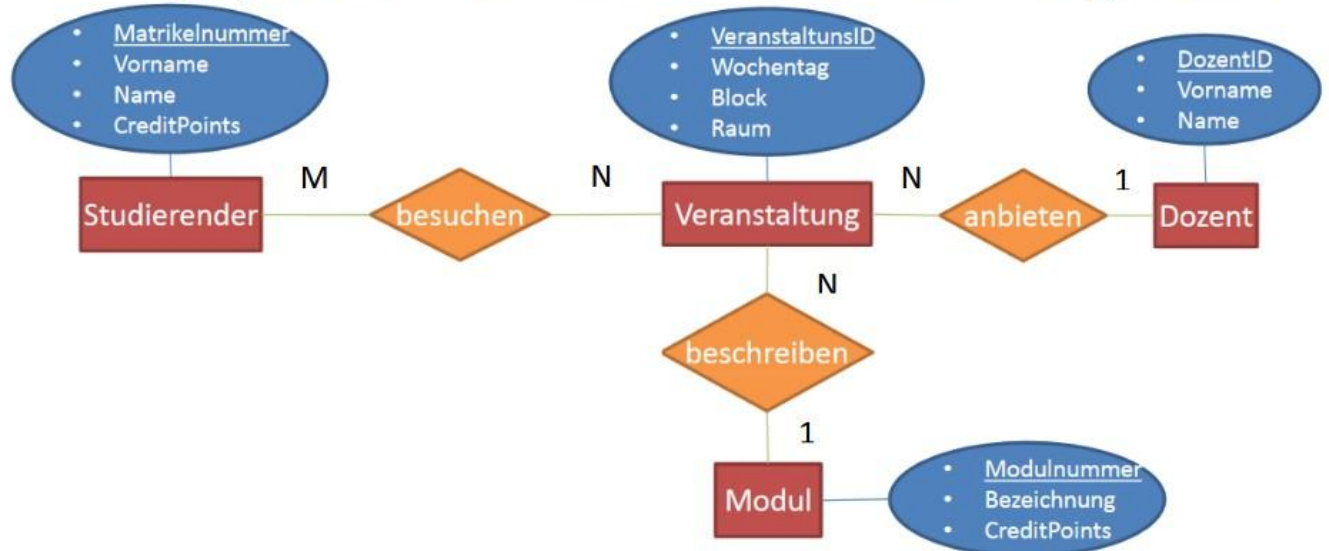 Matrikelnummer
Vorname
Name
CreditPoints
VeranstaltunsID
Wochentag
Block
Raum
DozentID
Vorname
Name
Studierender
M
besuchen
N
Veranstaltung
N
anbieten
1
Dozent
N
beschreiben
1
Modul
Modulnummer
Bezeichnung
CreditPoints